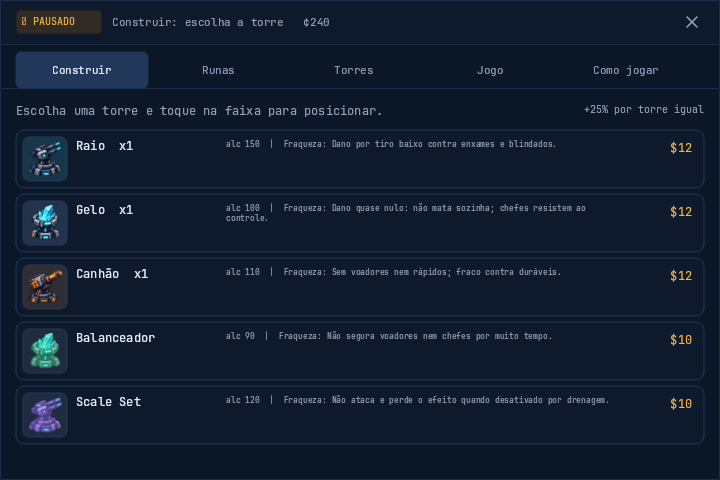 PAUSADO
Construir: escolha a torre $240
Construir Runas Torres Jogo Como jogar
Escolha uma torre e toque na faixa para posicionar. +25% por torre igual
Raio x1 alc 150 | Fraqueza: Dano por tiro baixo contra enxames e blindados. $12
Gelo x1 alc 100 | Fraqueza: Dano quase nulo: não mata sozinha; chefes resistem ao
controle.
$12
Canhão x1 alc 110 | Fraqueza: Sem voadores nem rápidos; fraco contra duráveis. $12
Balanceador alc 90 | Fraqueza: Não segura voadores nem chefes por muito tempo. $10
Scale Set alc 120 | Fraqueza: Não ataca e perde o efeito quando desativado por drenagem. $10